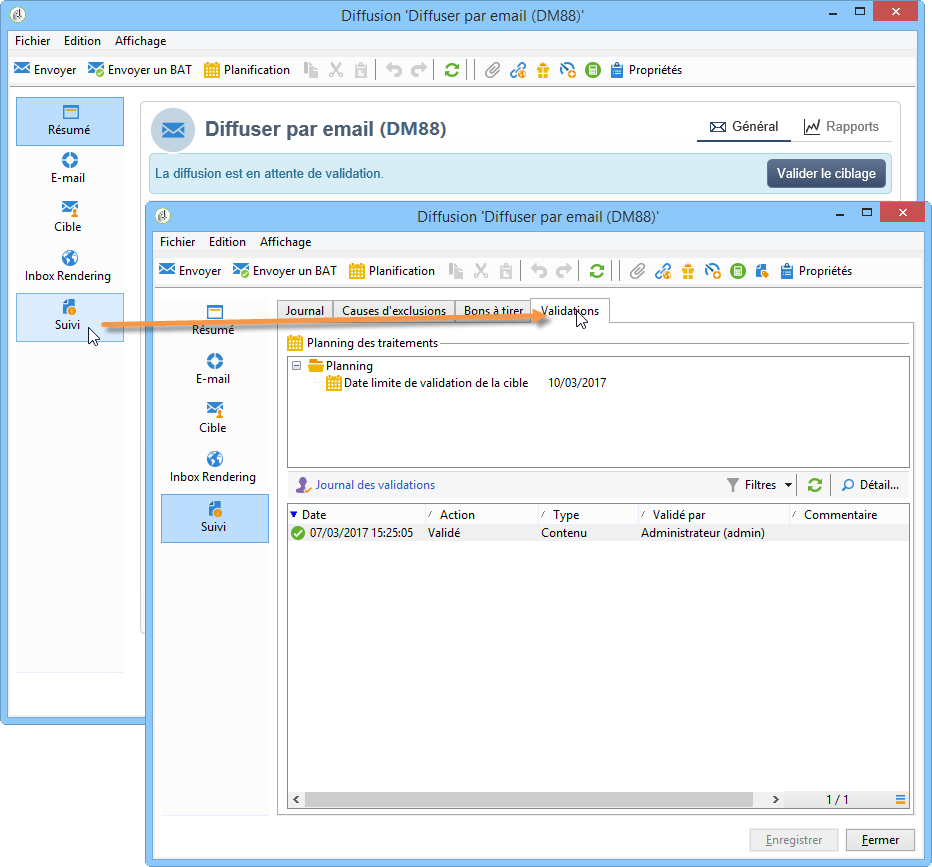 Diffusion 'Diffuser par email (DM88)'
Fichier Edition Affichage
Envoyer Envoyer un BAT Planification Propriétés
Résumé
E-mail
Cible
Inbox Rendering
Suivi
Diffuser par email (DM88)
Général Rapports
La diffusion est en attente de validation. Valider le ciblage
Diffusion 'Diffuser par email (DM88)'
Fichier Edition Affichage
Envoyer Envoyer un BAT Planification Propriétés
Résumé
E-mail
Cible
Inbox Rendering
Suivi
Journal Causes d'exclusions Bons à tirer Validations
Planning des traitements
Planning
Date limite de validation de la cible 10/03/2017
Journal des validations Filtres Détail...
Date Action Type Validé par Commentaire
07/03/2017 15:25:05 Validé Contenu Administrateur (admin)
1 / 1
Enregistrer Fermer